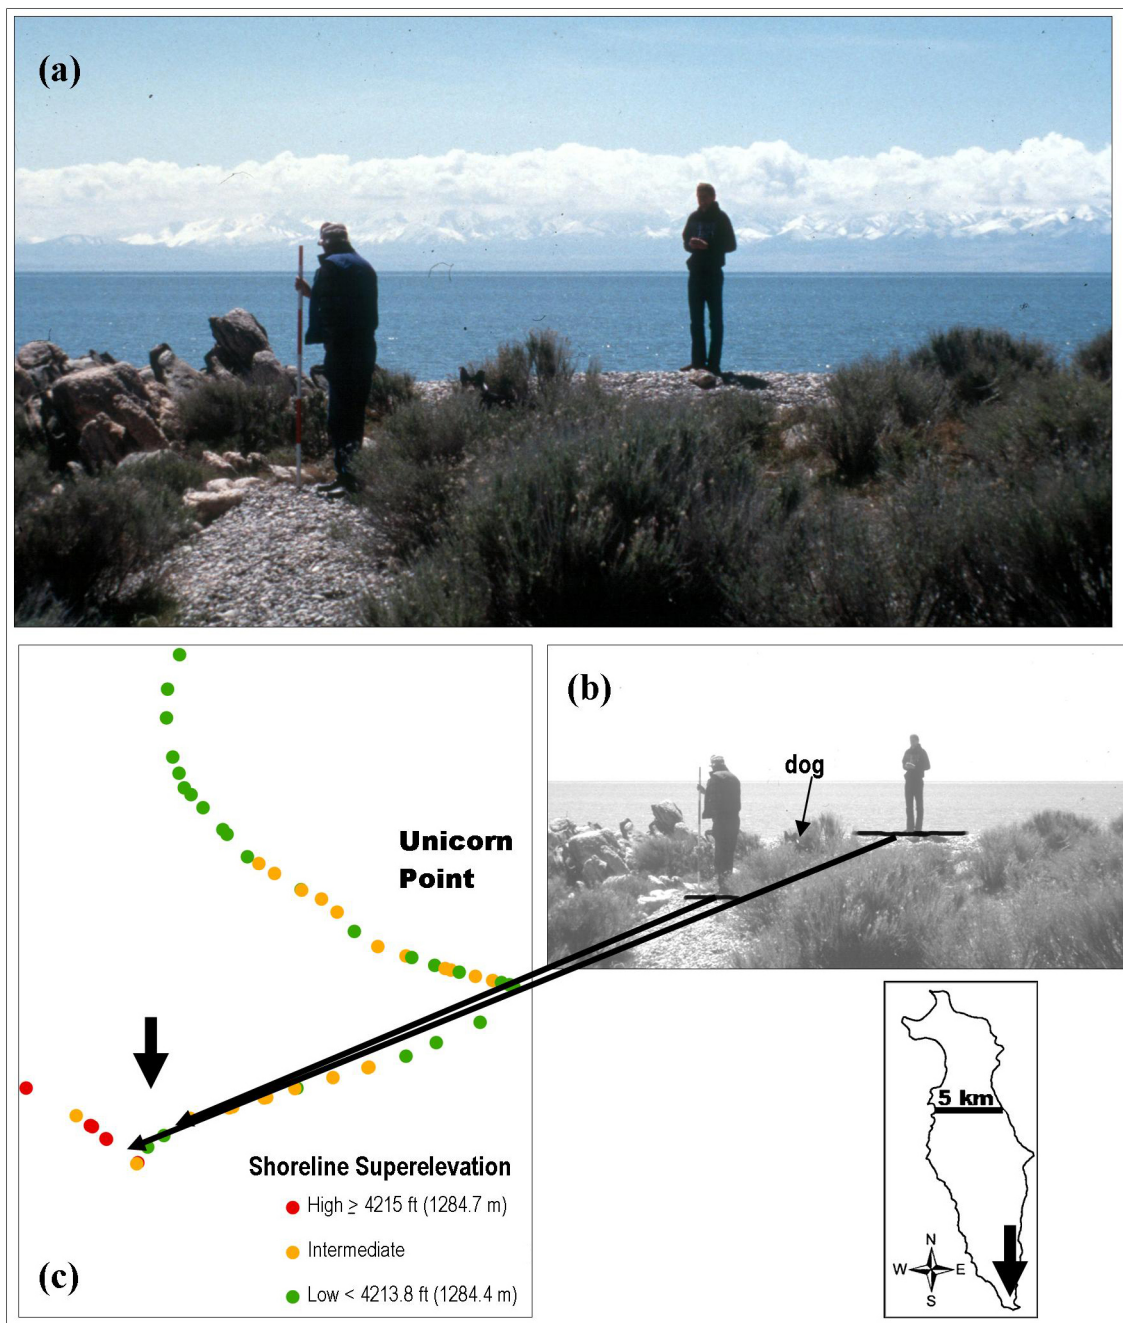 (a)
(b)
dog
Unicorn
Point
5 km
N
W E
S
Shoreline Superelevation
High ≥ 4215 ft (1284.7 m)
Intermediate
Low < 4213.8 ft (1284.4 m)
(c)